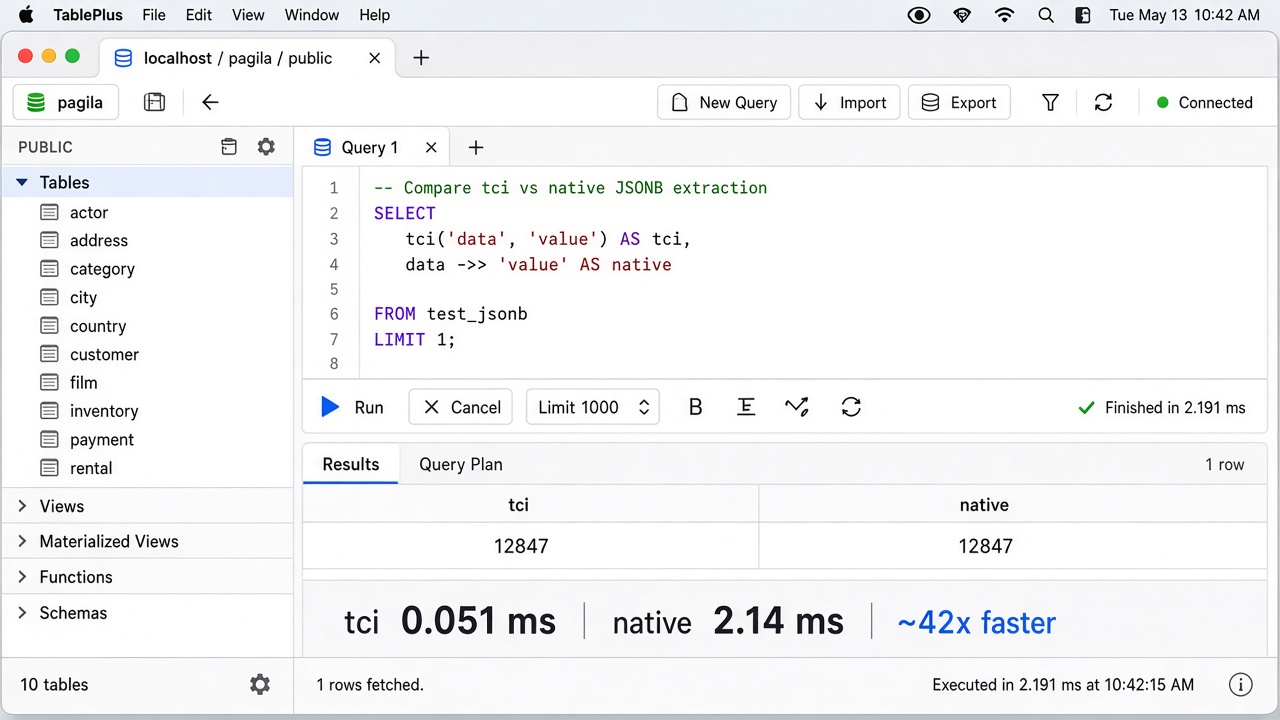 TablePlus File Edit View Window Help Tue May 13 10:42 AM
localhost / pagila / public
pagila New Query Import Export Connected
PUBLIC
Tables
actor
address
category
city
country
customer
film
inventory
payment
rental
Views
Materialized Views
Functions
Schemas
10 tables
Query 1
1 -- Compare tci vs native JSONB extraction
2 SELECT
3 tci('data', 'value') AS tci,
4 data ->> 'value' AS native
5
6 FROM test_jsonb
7 LIMIT 1;
8
Run Cancel Limit 1000 B Finished in 2.191 ms
Results Query Plan 1 row
tci native
12847 12847
tci 0.051 ms native 2.14 ms ~42x faster
1 rows fetched. Executed in 2.191 ms at 10:42:15 AM